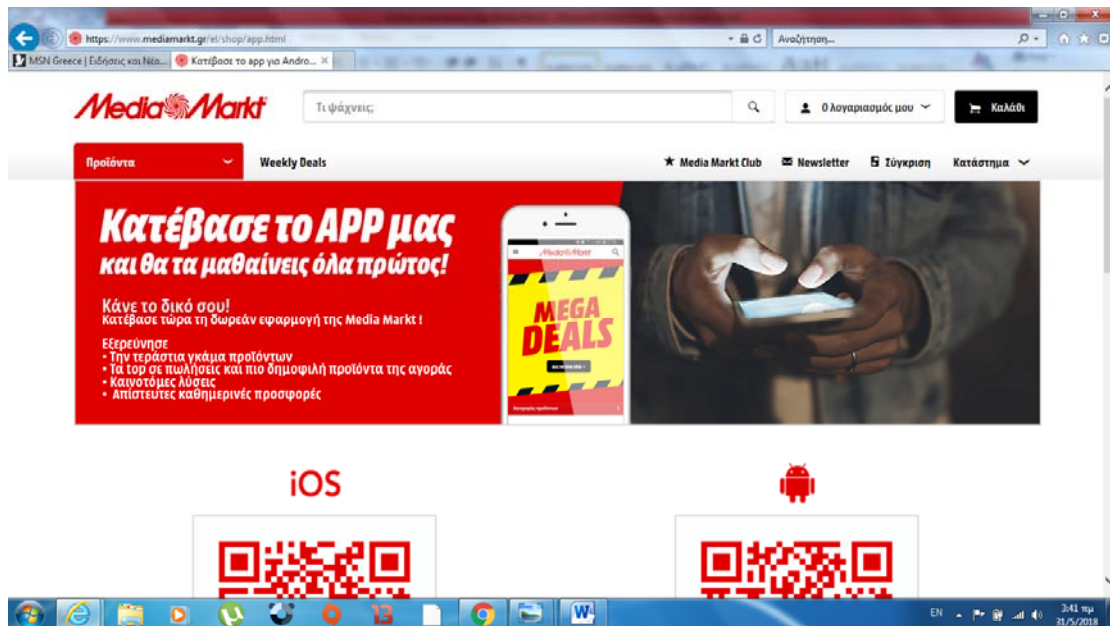 https://www.mediamarkt.gr/el/shop/app.html
Αναζήτηση...
MSN Greece | Ειδήσεις και Νέα...
Κατέβασε το app για Andro...
MediaMarkt
Τι ψάχνεις;
Ο λογαριασμός μου
Καλάθι
Προϊόντα
Weekly Deals
Media Markt Club
Newsletter
Σύγκριση
Κατάστημα
Κατέβασε το APP μας
και θα τα μαθαίνεις όλα πρώτος!
Κάνε το δικό σου!
Κατέβασε τώρα τη δωρεάν εφαρμογή της Media Markt !
Εξερεύνησε
• Την τεράστια γκάμα προϊόντων
• Τα top σε πωλήσεις και πιο δημοφιλή προϊόντα της αγοράς
• Καινοτόμες λύσεις
• Απίστευτες καθημερινές προσφορές
MediaMarkt
MEGA
DEALS
iOS
EN
3:41 πμ
31/5/2018